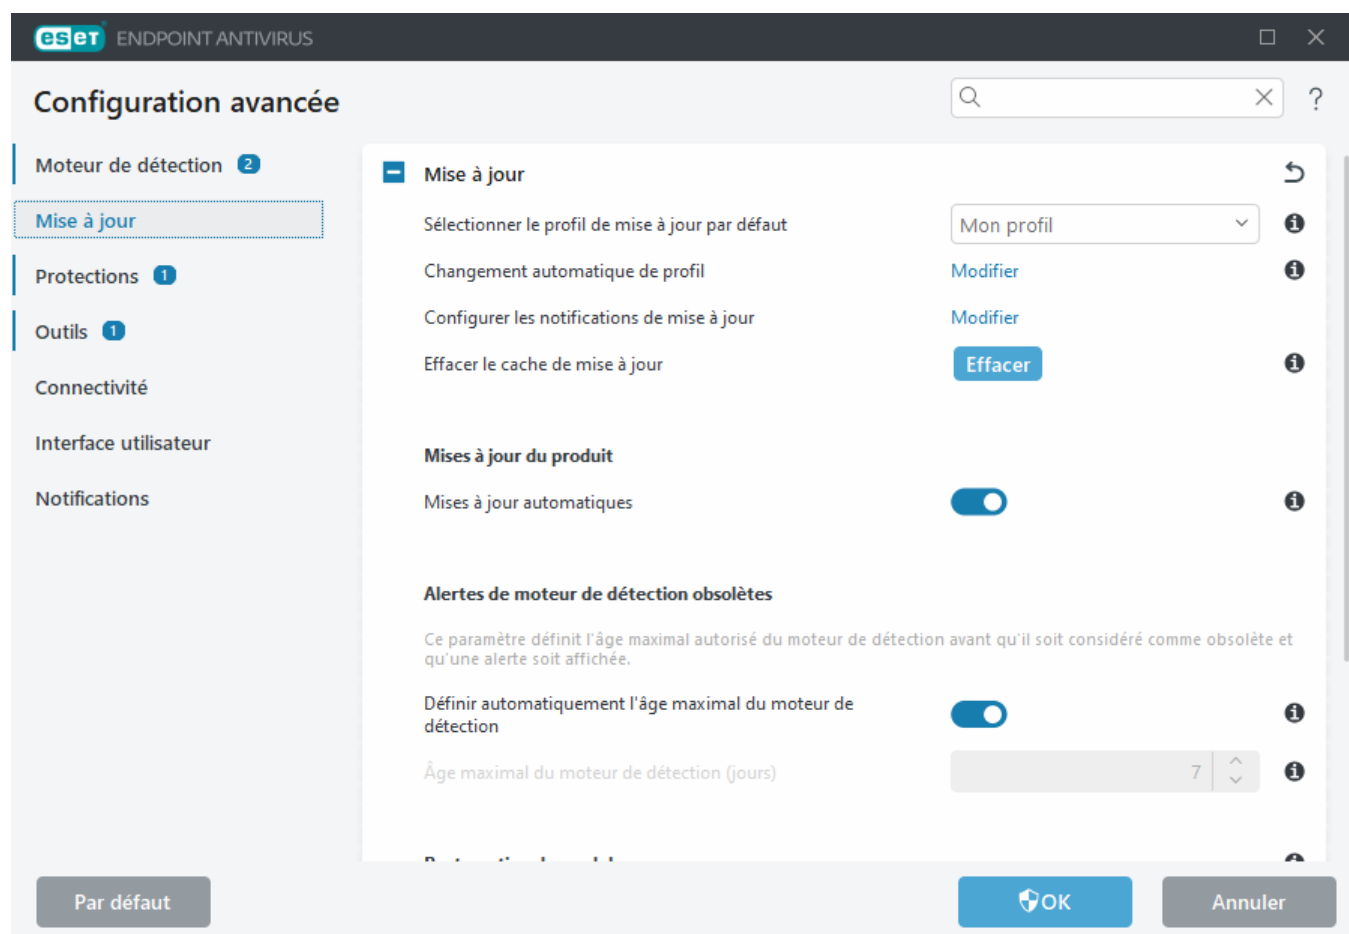 eset ENDPOINT ANTIVIRUS
Configuration avancée
?
Moteur de détection 2
Mise à jour
Protections 1
Outils 1
Connectivité
Interface utilisateur
Notifications
Mise à jour
Sélectionner le profil de mise à jour par défaut
Mon profil
Changement automatique de profil
Modifier
Configurer les notifications de mise à jour
Modifier
Effacer le cache de mise à jour
Effacer
Mises à jour du produit
Mises à jour automatiques
Alertes de moteur de détection obsolètes
Ce paramètre définit l'âge maximal autorisé du moteur de détection avant qu'il soit considéré comme obsolète et
qu'une alerte soit affichée.
Définir automatiquement l'âge maximal du moteur de
détection
Âge maximal du moteur de détection (jours)
7
Par défaut
OK
Annuler